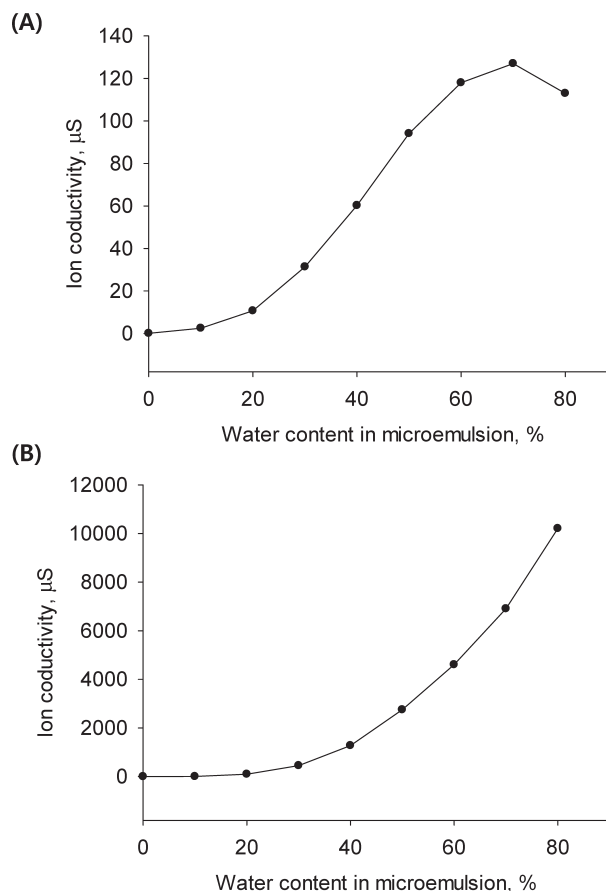 (A)
140
120
100
80
60
40
20
0
Ion coductivity, μS
0 20 40 60 80
Water content in microemulsion, %
(B)
12000
10000
8000
6000
4000
2000
0
Ion coductivity, μS
0 20 40 60 80
Water content in microemulsion, %